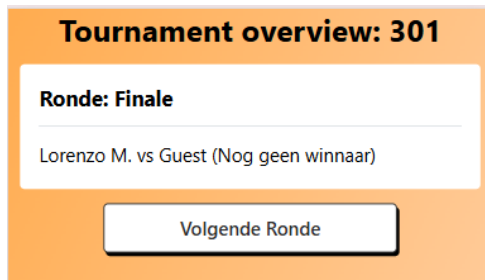 Tournament overview: 301
Ronde: Finale
Lorenzo M. vs Guest (Nog geen winnaar)
Volgende Ronde